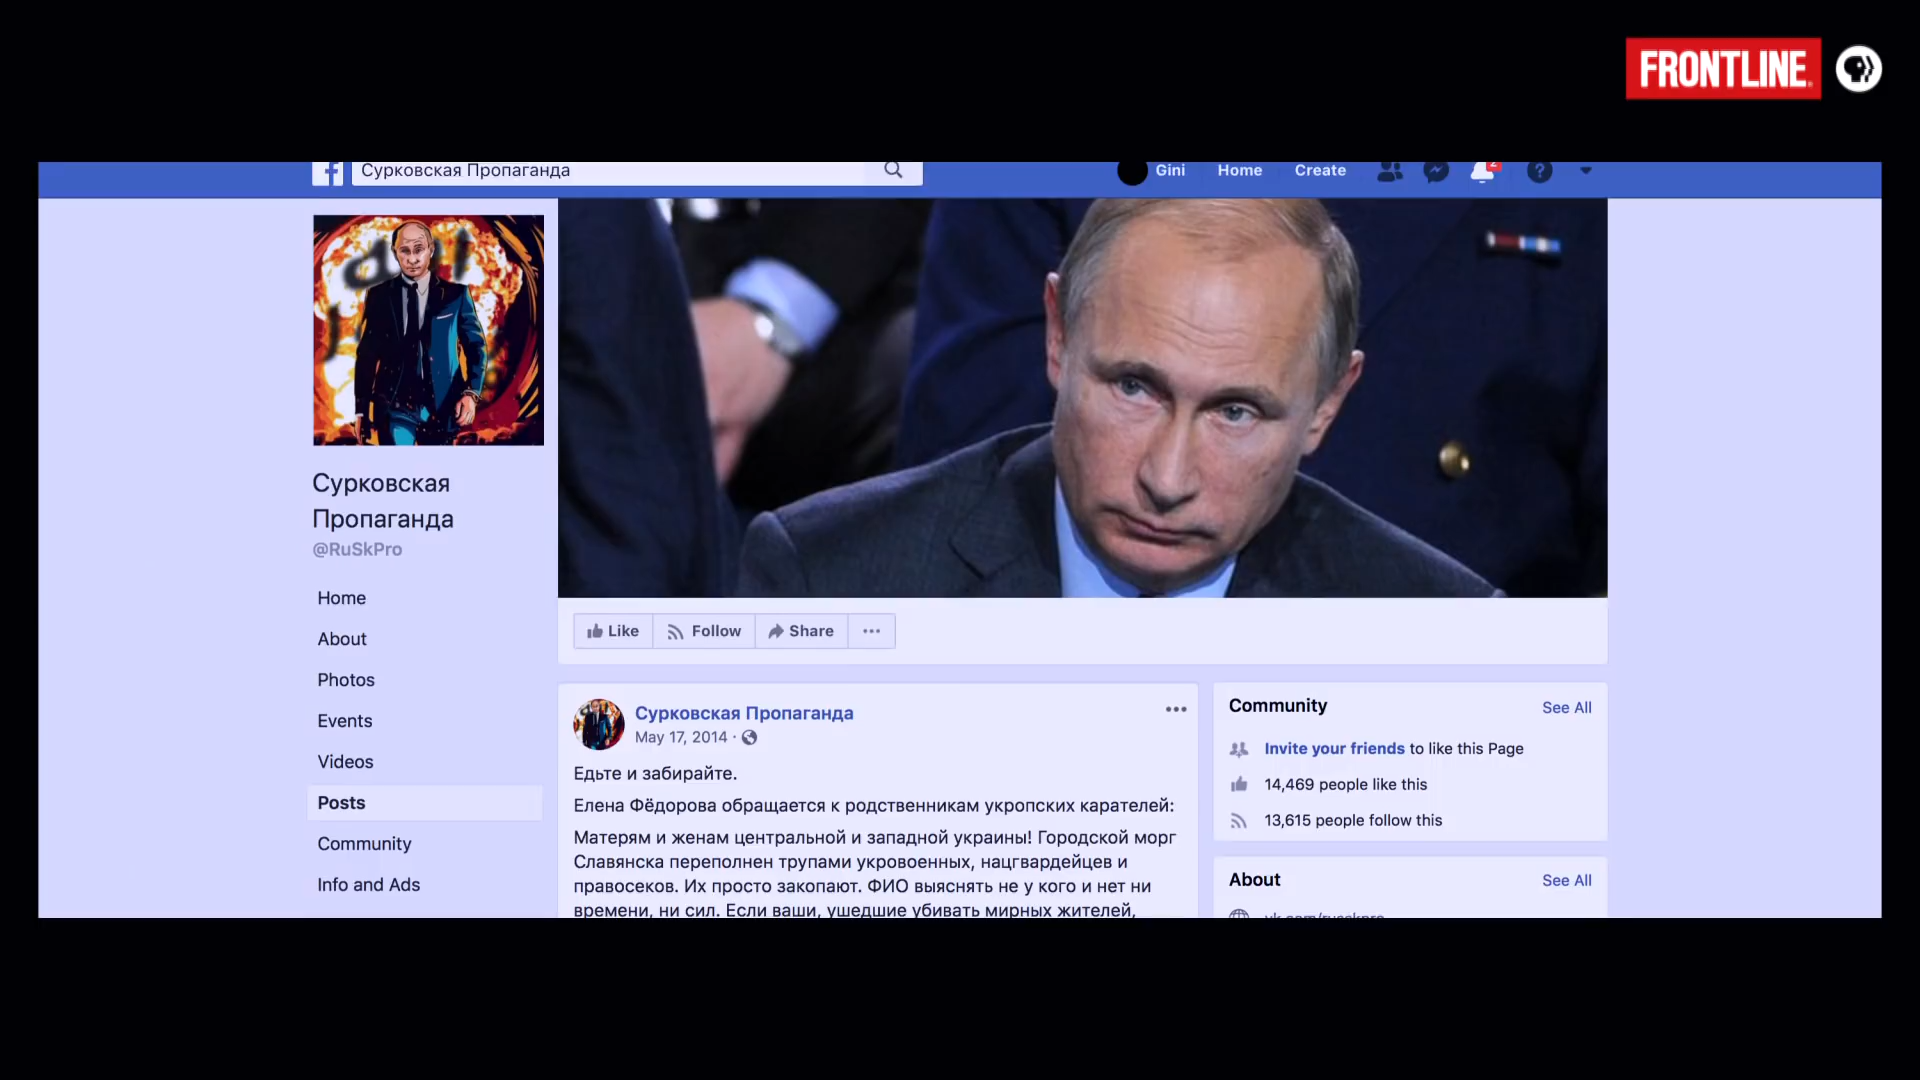 FRONTLINE
Сурковская Пропаганда
Gini
Home
Create
2
?
Сурковская
Пропаганда
@RuSkPro
Home
About
Photos
Events
Videos
Posts
Community
Info and Ads
Like
Follow
Share
Сурковская Пропаганда
May 17, 2014 ·
Едьте и забирайте.
Елена Фёдорова обращается к родственникам укропских карателей:
Матерям и женам центральной и западной украины! Городской морг
Славянска переполнен трупами укровоенных, нацгвардейцев и
правосеков. Их просто закопают. ФИО выяснять не у кого и нет ни
времени, ни сил. Если ваши, ушедшие убивать мирных жителей,
Community
See All
Invite your friends to like this Page
14,469 people like this
13,615 people follow this
About
See All
vk.com/russkpro